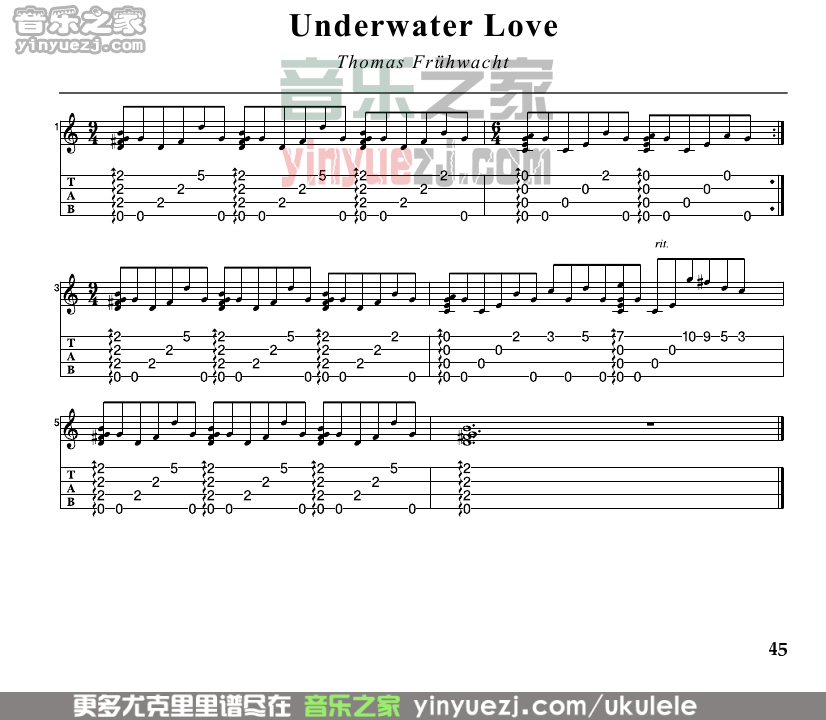 音乐之家
yinyuezj.com
Underwater Love
Thomas Frühwacht
音乐之家
yinyuezj.com
1
9 4 6 4
T 2 5 2 5 2 2 0 2 0 0
A 2 2 2 2 2 2 0 0 0 0
B 2 2 2 2 2 2 0 0 0 0
0 0 0 0 0 0 0 0 0 0 0 0 0 0 0
rit.
3
9 4
T 2 5 2 5 2 2 0 2 3 5 7 10 9 5 3
A 2 2 2 2 2 2 0 0 0 0
B 2 2 2 2 2 2 0 0 0 0
0 0 0 0 0 0 0 0 0 0 0 0 0 0 0 0
5
T 2 5 2 5 2 5 2
A 2 2 2 2 2 2 2
B 2 2 2 2 2 2 2
0 0 0 0 0 0 0 0 0 0
45
更多尤克里里谱尽在 音乐之家 yinyuezj.com/ukulele